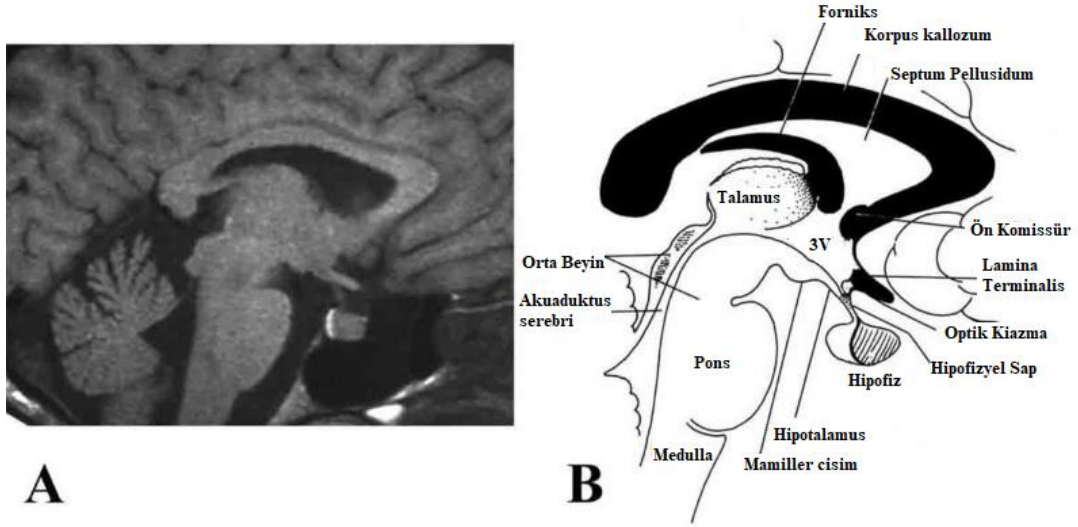 Forniks
Korpus kallozum
Septum Pellusidum
Talamus
3V
Ön Komissür
Orta Beyin
Lamina
Terminalis
Akuaduktus
serebri
Optik Kiazma
Pons
Hipofizyel Sap
Hipofiz
Hipotalamus
Medulla
Mamiller cisim
A
B